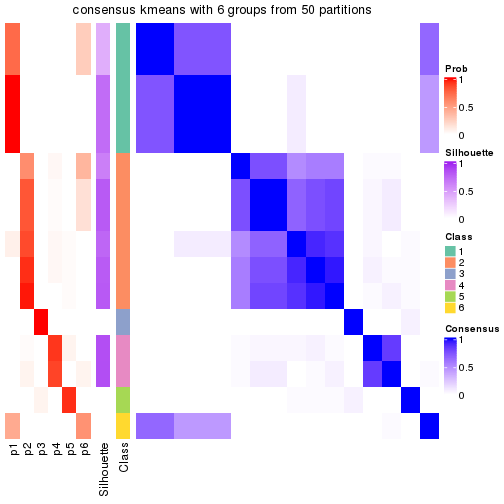 consensus kmeans with 6 groups from 50 partitions
Prob
1
0.5
0
Silhouette
1
0.5
0
Class
1
2
3
4
5
6
Consensus
1
0.5
0
p1
p2
p3
p4
p5
p6
Silhouette
Class